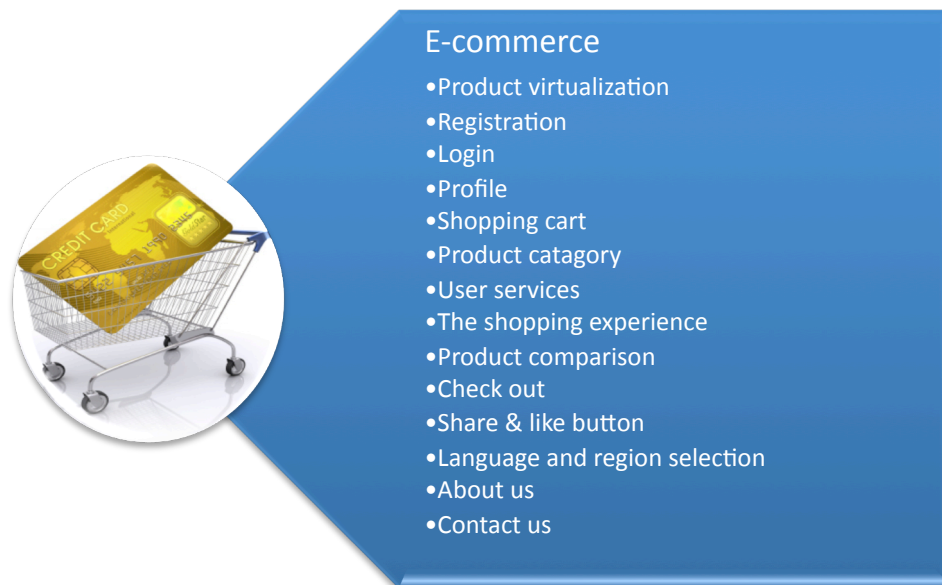 E-commerce
•Product virtualization
•Registration
•Login
•Profile
•Shopping cart
•Product catagory
•User services
•The shopping experience
•Product comparison
•Check out
•Share & like button
•Language and region selection
•About us
•Contact us
CREDIT CARD